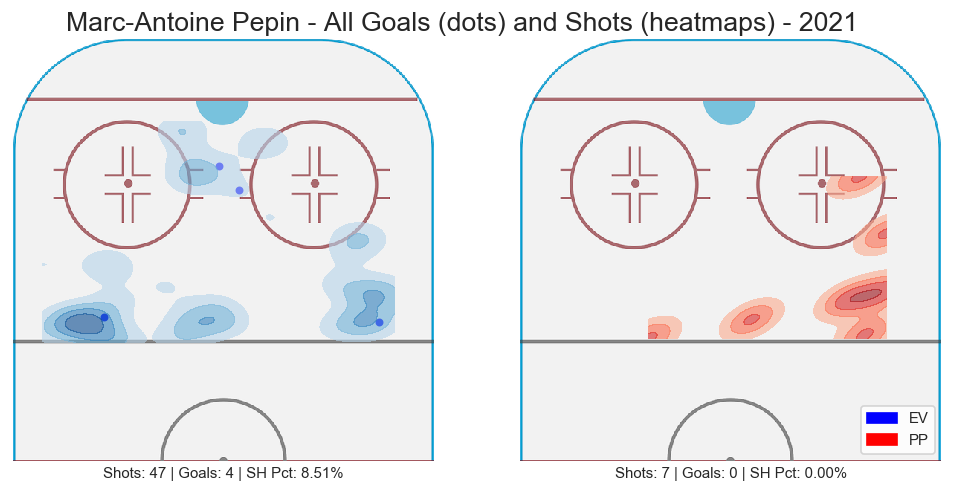 Marc-Antoine Pepin - All Goals (dots) and Shots (heatmaps) - 2021
EV
PP
Shots: 47 | Goals: 4 | SH Pct: 8.51%
Shots: 7 | Goals: 0 | SH Pct: 0.00%